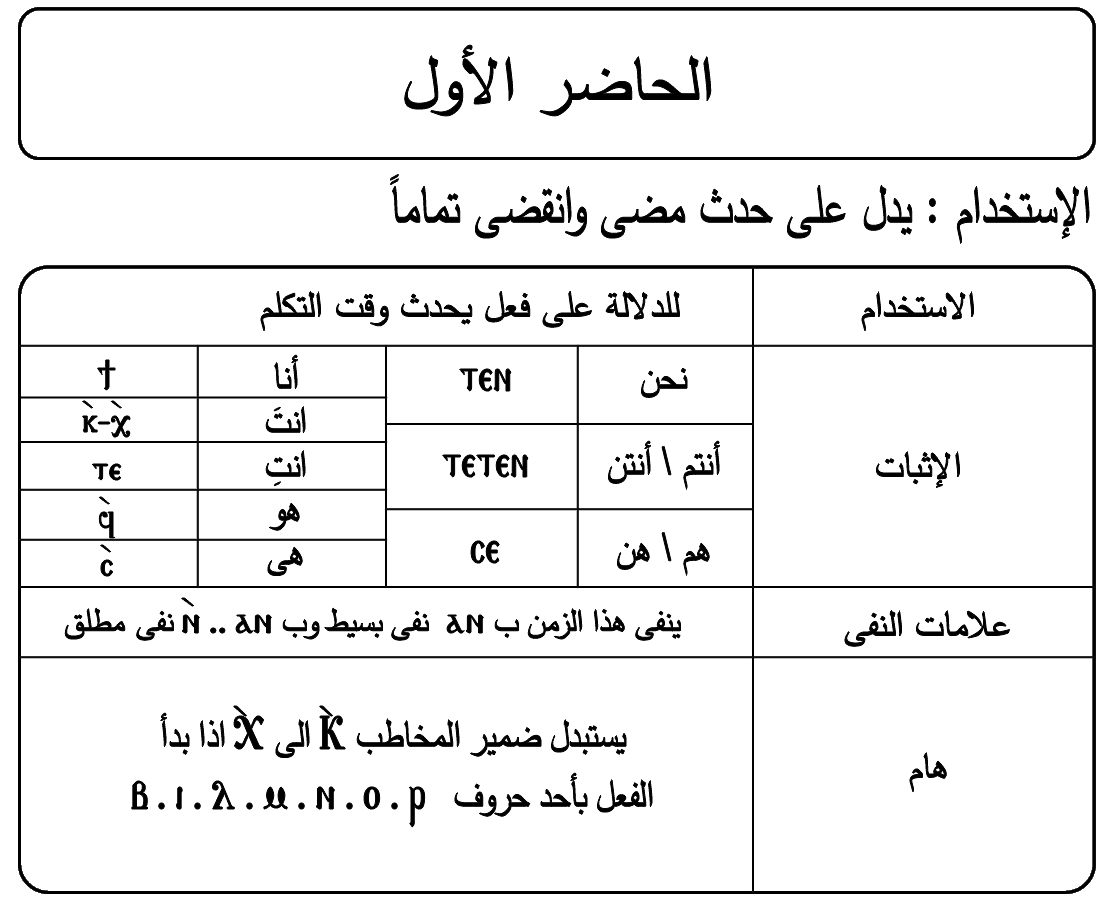 الحاضر الأول
الإستخدام : يدل على حدث مضى وانقضى تماماً
الاستخدام للدلالة على فعل يحدث وقت التكلم
الإثبات
نحن ⲧⲉⲛ
أنتم \ أنتن ⲧⲉⲧⲉⲛ
هم \ هن ⲥⲉ
أنا ϯ
انتَ ⲕ̀-ⲭ̀
انتِ ⲧⲉ
هو ϥ̀
هى ⲥ̀
علامات النفى ينفى هذا الزمن ب ⲁⲛ نفى بسيط وب ⲛ̀ .. ⲁⲛ نفى مطلق
هام
يستبدل ضمير المخاطب Ⲕ̀ الى Ⲭ̀ اذا بدأ
الفعل بأحد حروف ⲃ . ⲓ . ⲗ . ⲙ . ⲛ . ⲟ . ⲣ